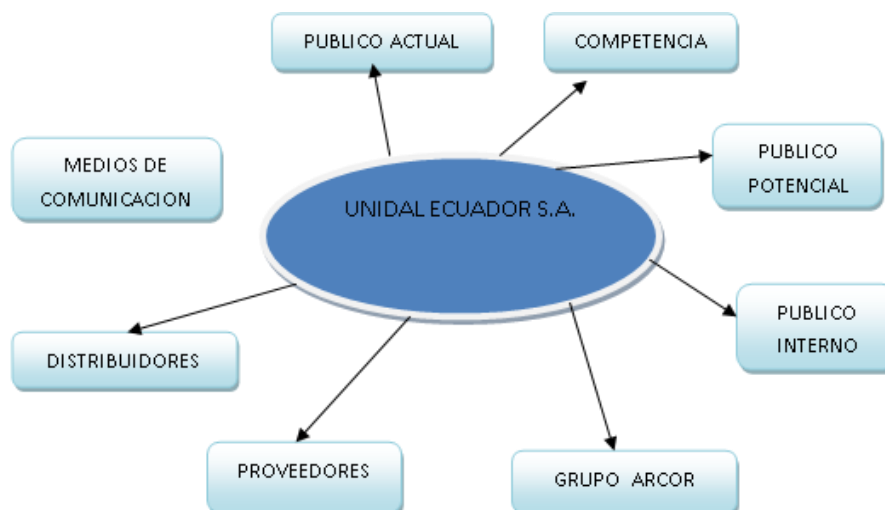 PUBLICO ACTUAL
COMPETENCIA
MEDIOS DE
COMUNICACION
PUBLICO
POTENCIAL
UNIDAL ECUADOR S.A.
PUBLICO
INTERNO
DISTRIBUIDORES
PROVEEDORES
GRUPO ARCOR